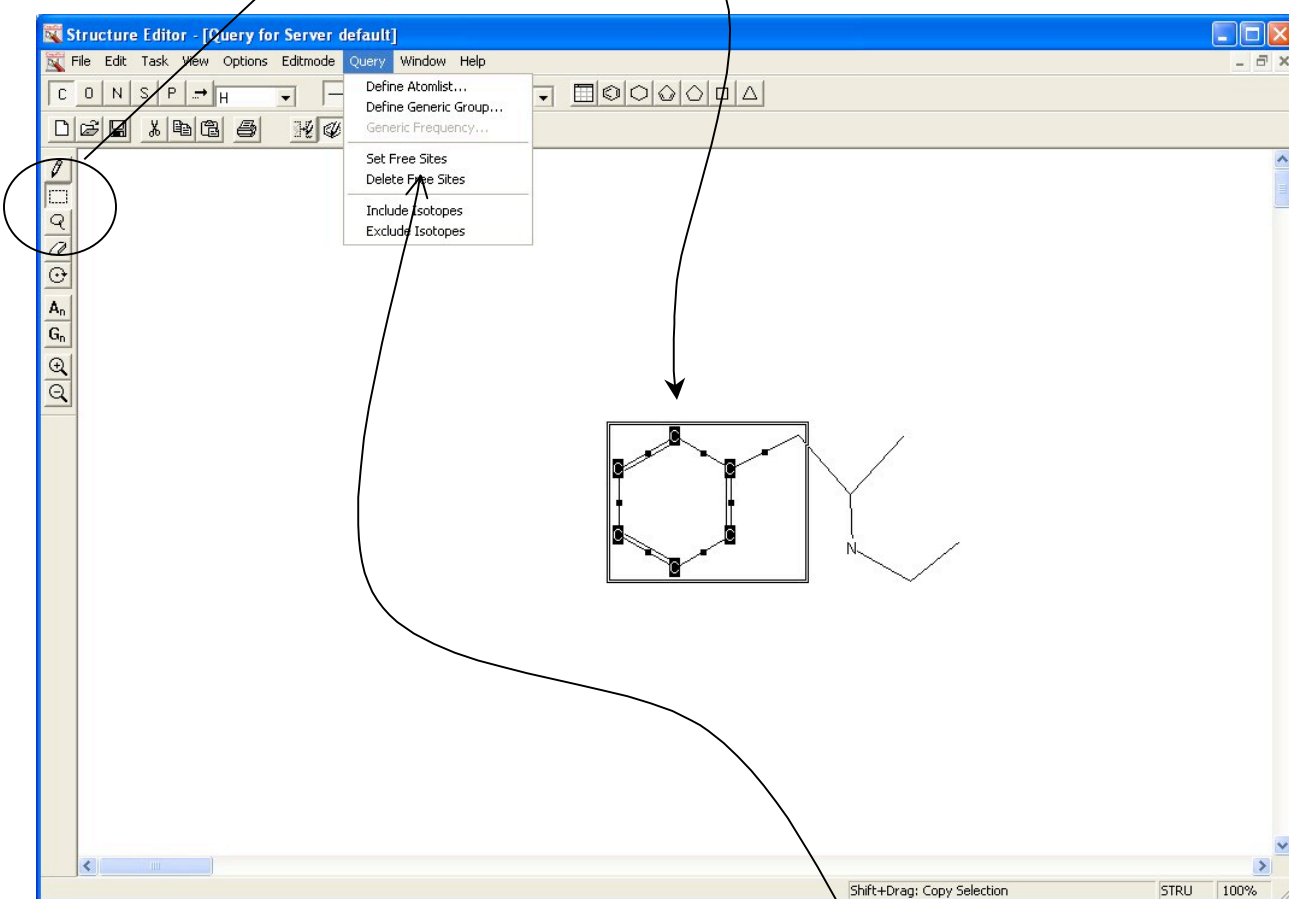 Structure Editor - [Query for Server default]
File Edit Task View Options Editmode Query Window Help
C O N S P H
Define Atomlist...
Define Generic Group...
Generic Frequency...
Set Free Sites
Delete Free Sites
Include Isotopes
Exclude Isotopes
An
Gn
C
C C
C C
C
N
Shift+Drag: Copy Selection STRU 100%